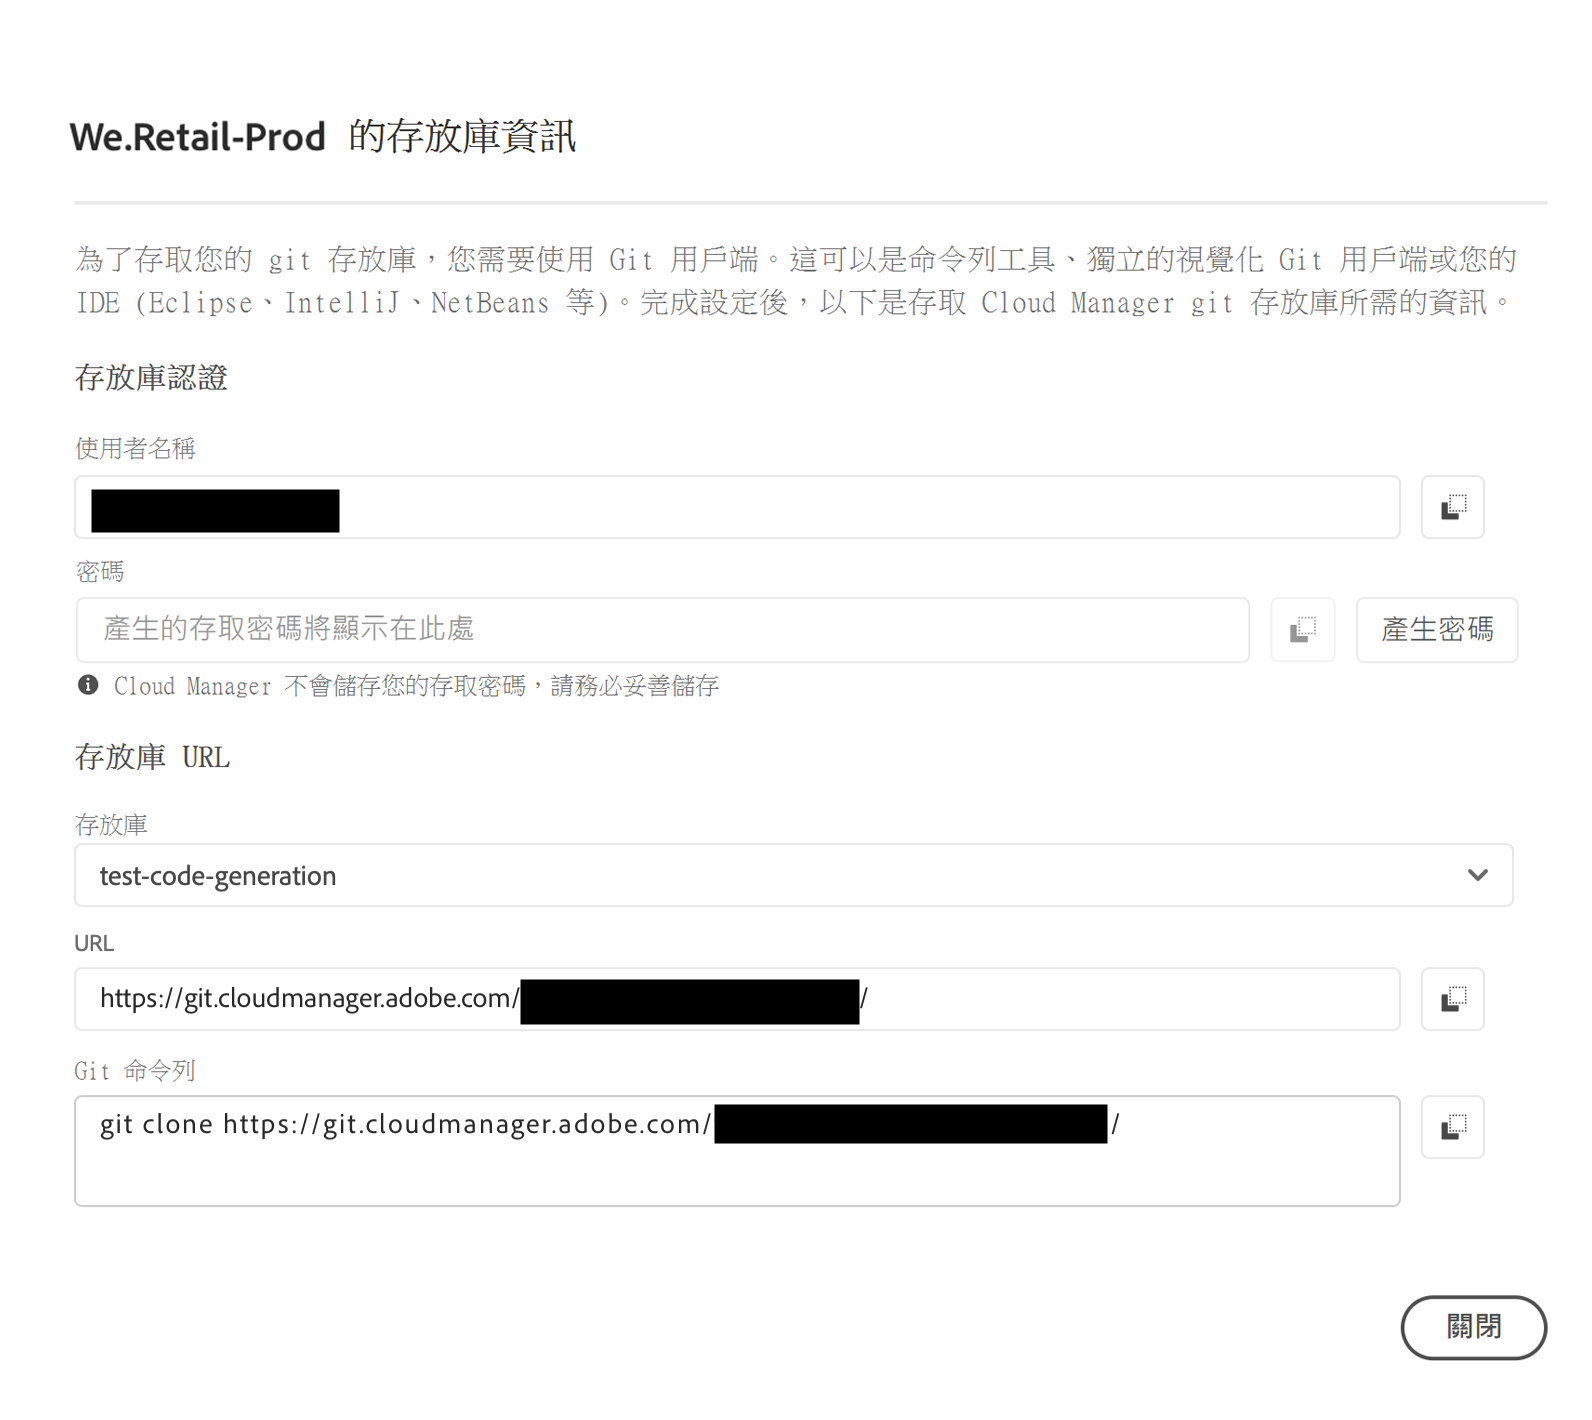 We.Retail-Prod 的存放庫資訊
為了存取您的 git 存放庫，您需要使用 Git 用戶端。這可以是命令列工具、獨立的視覺化 Git 用戶端或您的
IDE (Eclipse、IntelliJ、NetBeans 等)。完成設定後，以下是存取 Cloud Manager git 存放庫所需的資訊。
存放庫認證
使用者名稱
密碼
產生的存取密碼將顯示在此處
產生密碼
Cloud Manager 不會儲存您的存取密碼，請務必妥善儲存
存放庫 URL
存放庫
test-code-generation
URL
https://git.cloudmanager.adobe.com/ /
Git 命令列
git clone https://git.cloudmanager.adobe.com/ /
關閉